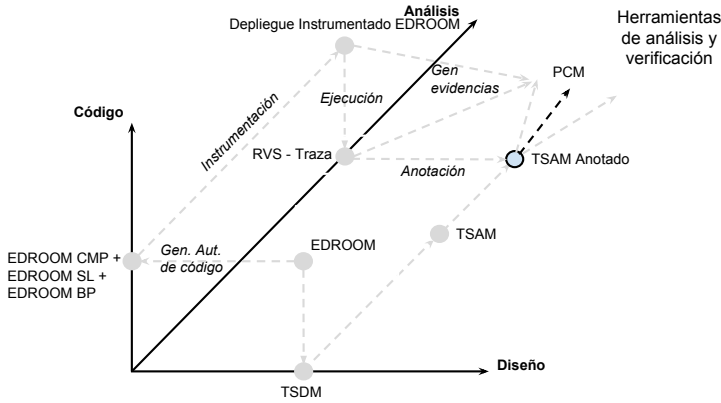 Análisis
Herramientas
de análisis y
verificación
Depliegue Instrumentado EDROOM
Gen
evidencias
PCM
Ejecución
Código
Instrumentación
RVS - Traza
Anotación
TSAM Anotado
EDROOM CMP +
EDROOM SL +
EDROOM BP
Gen. Aut.
de código
EDROOM
TSAM
Diseño
TSDM